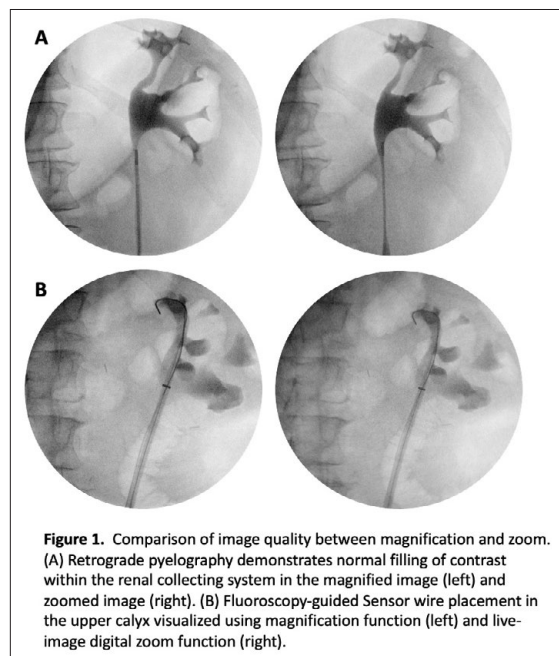 A
B
Figure 1. Comparison of image quality between magnification and zoom.
(A) Retrograde pyelography demonstrates normal filling of contrast
within the renal collecting system in the magnified image (left) and
zoomed image (right). (B) Fluoroscopy-guided Sensor wire placement in
the upper calyx visualized using magnification function (left) and live-
image digital zoom function (right).